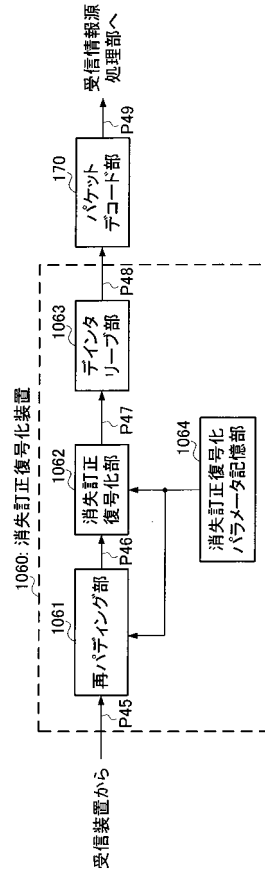 1060: 消失訂正復号化装置
受信装置から
P45
1061
再パディング部
P46
1062
消失訂正
復号化部
P47
1063
デインタ
リーブ部
P48
170
パケット
デコード部
P49
受信情報源
処理部へ
1064
消失訂正復号化
パラメータ記憶部